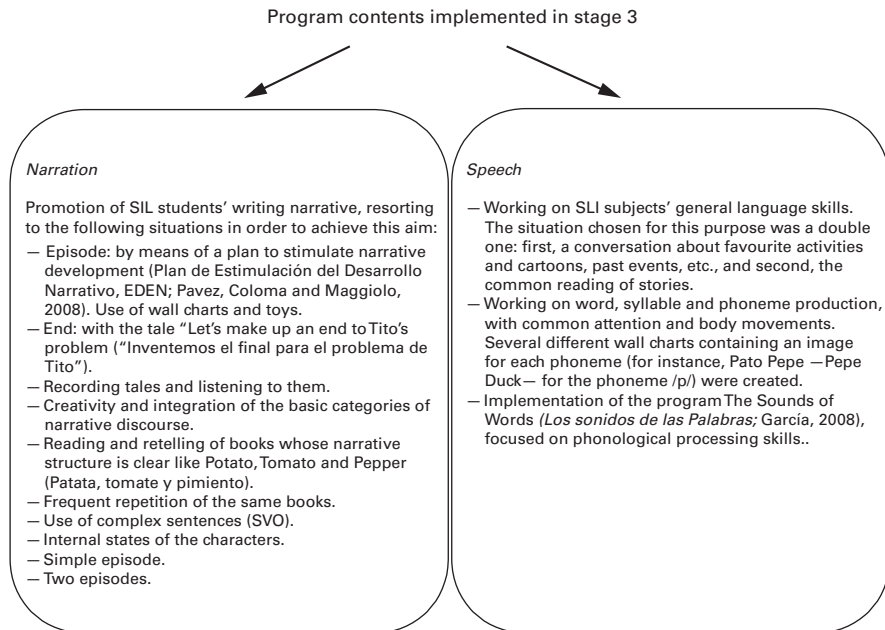 Program contents implemented in stage 3
Narration
Promotion of SIL students’ writing narrative, resorting
to the following situations in order to achieve this aim:
— Episode: by means of a plan to stimulate narrative
development (Plan de Estimulación del Desarrollo
Narrativo, EDEN; Pavez, Coloma and Maggiolo,
2008). Use of wall charts and toys.
— End: with the tale “Let’s make up an end to Tito’s
problem (“Inventemos el final para el problema de
Tito”).
— Recording tales and listening to them.
— Creativity and integration of the basic categories of
narrative discourse.
— Reading and retelling of books whose narrative
structure is clear like Potato, Tomato and Pepper
(Patata, tomate y pimiento).
— Frequent repetition of the same books.
— Use of complex sentences (SVO).
— Internal states of the characters.
— Simple episode.
— Two episodes.
Speech
— Working on SLI subjects’ general language skills.
The situation chosen for this purpose was a double
one: first, a conversation about favourite activities
and cartoons, past events, etc., and second, the
common reading of stories.
— Working on word, syllable and phoneme production,
with common attention and body movements.
Several different wall charts containing an image
for each phoneme (for instance, Pato Pepe —Pepe
Duck— for the phoneme /p/) were created.
— Implementation of the program The Sounds of
Words (Los sonidos de las Palabras; García, 2008),
focused on phonological processing skills..